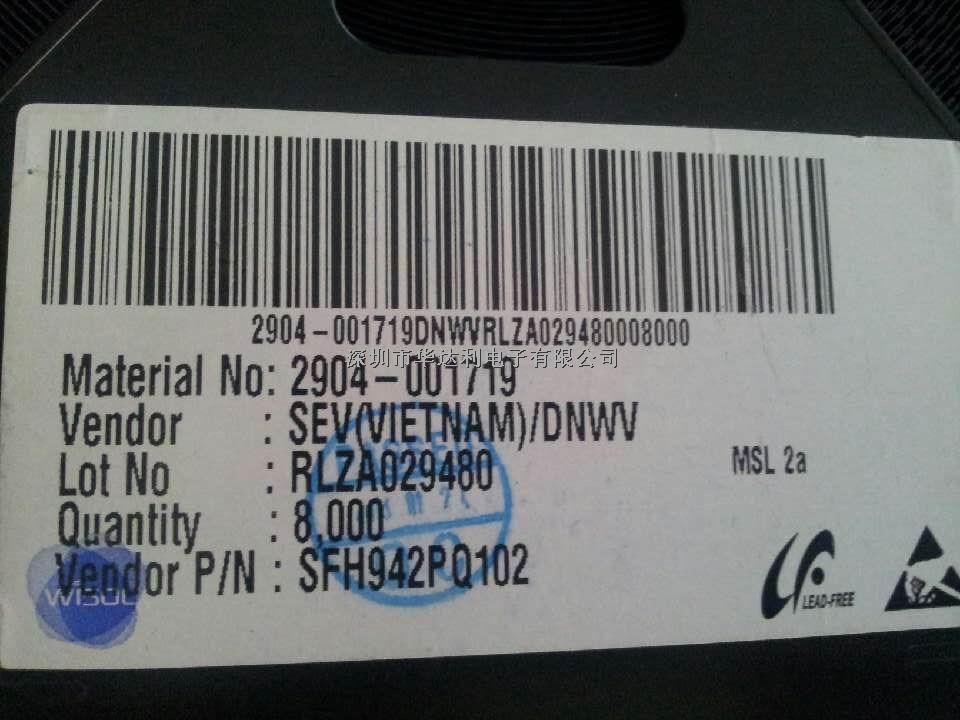 2904-001719DNWVRLZA029480008000
深圳市华达利电子有限公司
Material No: 2904-001719
Vendor : SEV(VIETNAM)/DNWV
Lot No : RLZA029480
MSL 2a
Quantity : 8,000
Vendor P/N : SFH942PQ102
WISOL
LEAD-FREE